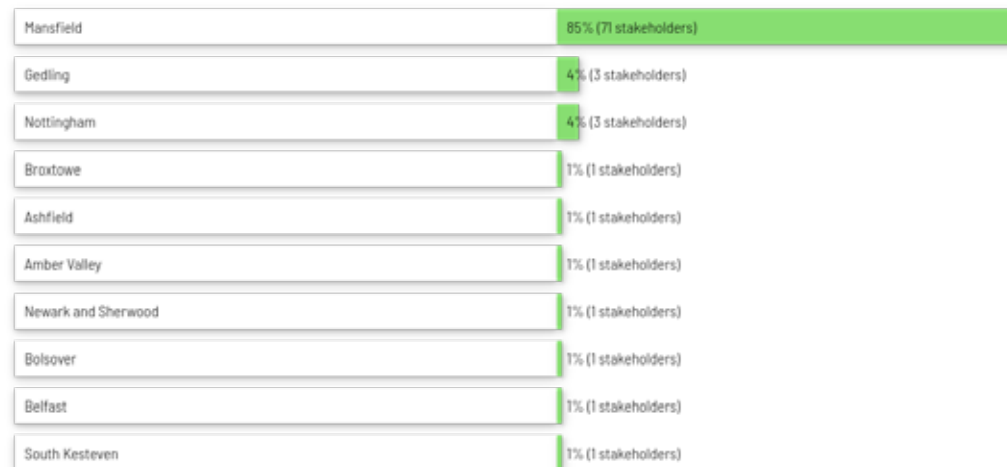 Mansfield 85% (71 stakeholders)
Gedling 4% (3 stakeholders)
Nottingham 4% (3 stakeholders)
Broxtowe 1% (1 stakeholders)
Ashfield 1% (1 stakeholders)
Amber Valley 1% (1 stakeholders)
Newark and Sherwood 1% (1 stakeholders)
Bolsover 1% (1 stakeholders)
Belfast 1% (1 stakeholders)
South Kesteven 1% (1 stakeholders)